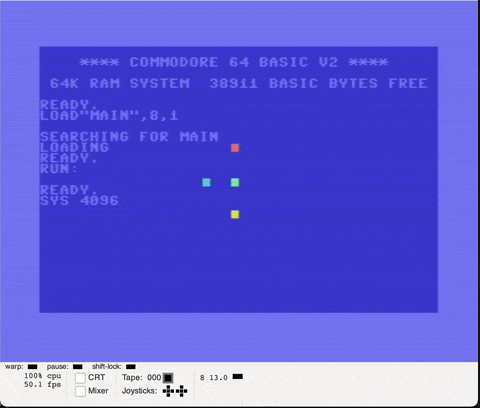 **** COMMODORE 64 BASIC V2 ****
64K RAM SYSTEM 38911 BASIC BYTES FREE
READY.
LOAD"MAIN",8,1
SEARCHING FOR MAIN
LOADING
READY.
RUN:
READY.
SYS 4096
warp: pause: shift-lock:
100% cpu
50.1 fps
CRT
Mixer
Tape: 000
Joysticks:
8 13.0